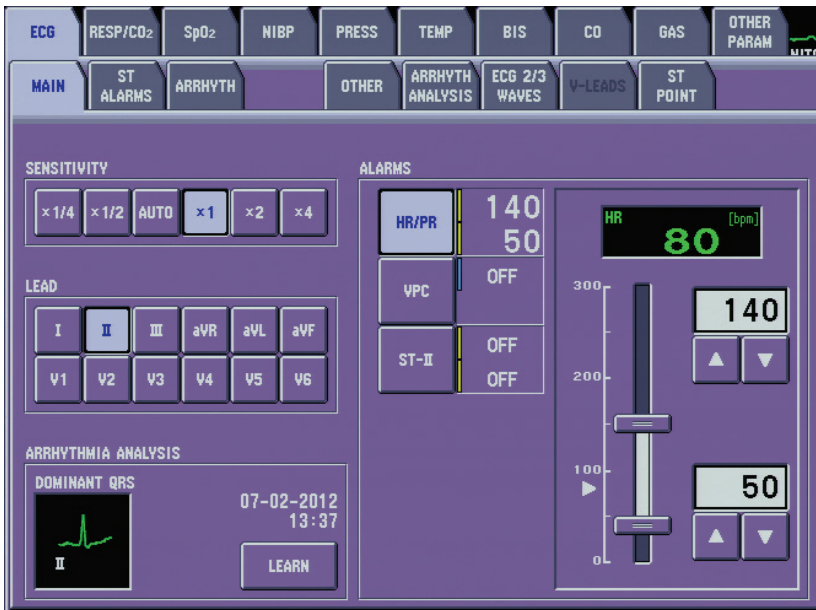 ECG RESP/CO2 SpO2 NIBP PRESS TEMP BIS CO GAS OTHER PARAM
MAIN ST ALARMS ARRHYTH OTHER ARRHYTH ANALYSIS ECG 2/3 WAVES V-LEADS ST POINT
SENSITIVITY
×1/4 ×1/2 AUTO ×1 ×2 ×4
LEAD
I II III aVR aVL aVF
V1 V2 V3 V4 V5 V6
ARRHYTHMIA ANALYSIS
DOMINANT QRS
07-02-2012
13:37
II
LEARN
ALARMS
HR/PR 140
50
VPC OFF
ST-II OFF
OFF
HR [bpm]
80
300
200
100
0
140
50